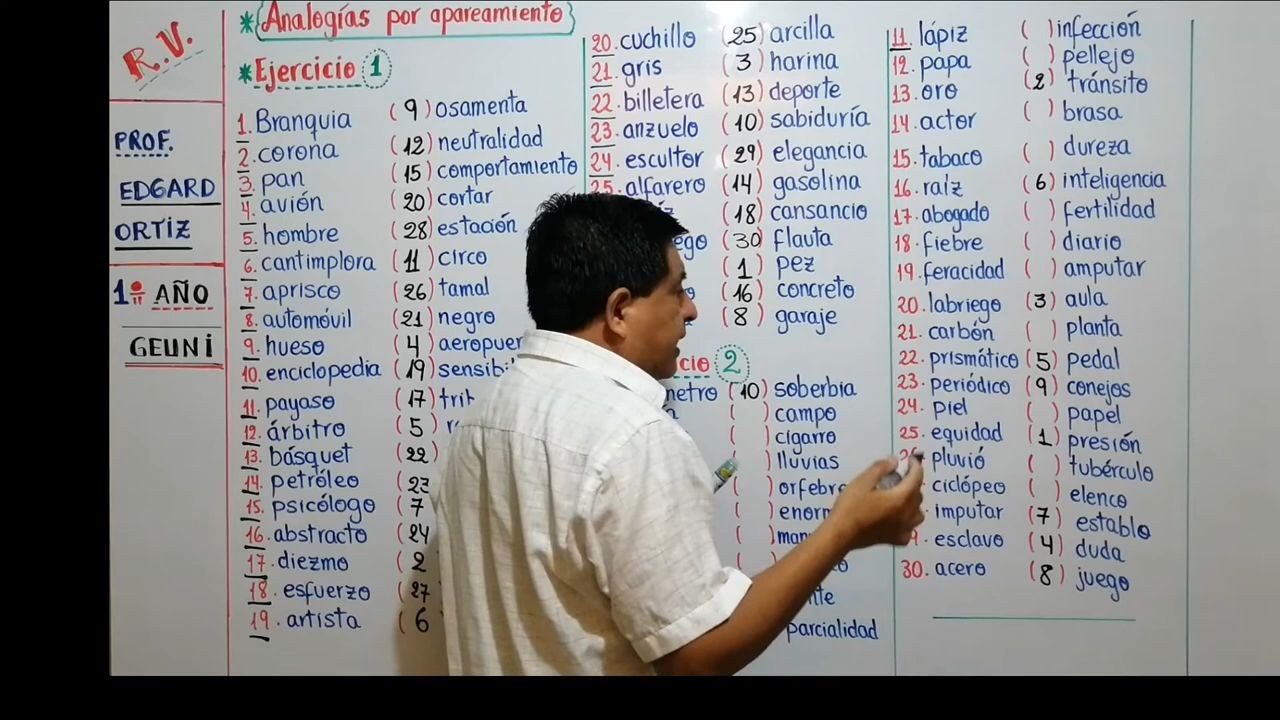 R.V.
PROF.
EDGARD
ORTIZ
1º AÑO
GEUNI
* Analogías por apareamiento
* Ejercicio 1
1. Branquia
2. corona
3. pan
4. avión
5. hombre
6. cantimplora
7. aprisco
8. automóvil
9. hueso
10. enciclopedia
11. payaso
12. árbitro
13. básquet
14. petróleo
15. psicólogo
16. abstracto
17. diezmo
18. esfuerzo
19. artista
(9) osamenta
(12) neutralidad
(15) comportamiento
(20) cortar
(28) estación
(11) circo
(26) tamal
(21) negro
(4)
(19)
(17)
(5)
(22)
(23
(7
(24
(2
(27
(6
20. cuchillo
21. gris
22. billetera
23. anzuelo
24. escultor
25. alfarero
(25) arcilla
(3) harina
(13) deporte
(10) sabiduría
(29) elegancia
(14) gasolina
(18) cansancio
(30) flauta
(1) pez
(16) concreto
(8) garaje
2
(10) soberbia
( ) campo
( ) cigarro
( ) lluvias
( )
( )
( )
parcialidad
11. lápiz
12. papa
13. oro
14. actor
15. tabaco
16. raíz
17. abogado
18. fiebre
19. feracidad
20. labriego
21. carbón
22. prismático
23. periódico
24. piel
25. equidad
pluvió
ciclópeo
imputar
esclavo
30. acero
( ) infección
( ) pellejo
(2) tránsito
( ) brasa
( ) dureza
(6) inteligencia
( ) fertilidad
( ) diario
( ) amputar
(3) aula
( ) planta
(5) pedal
(9) conejos
( ) papel
(1) presión
( ) tubérculo
( ) elenco
(7) establo
(4) duda
(8) juego